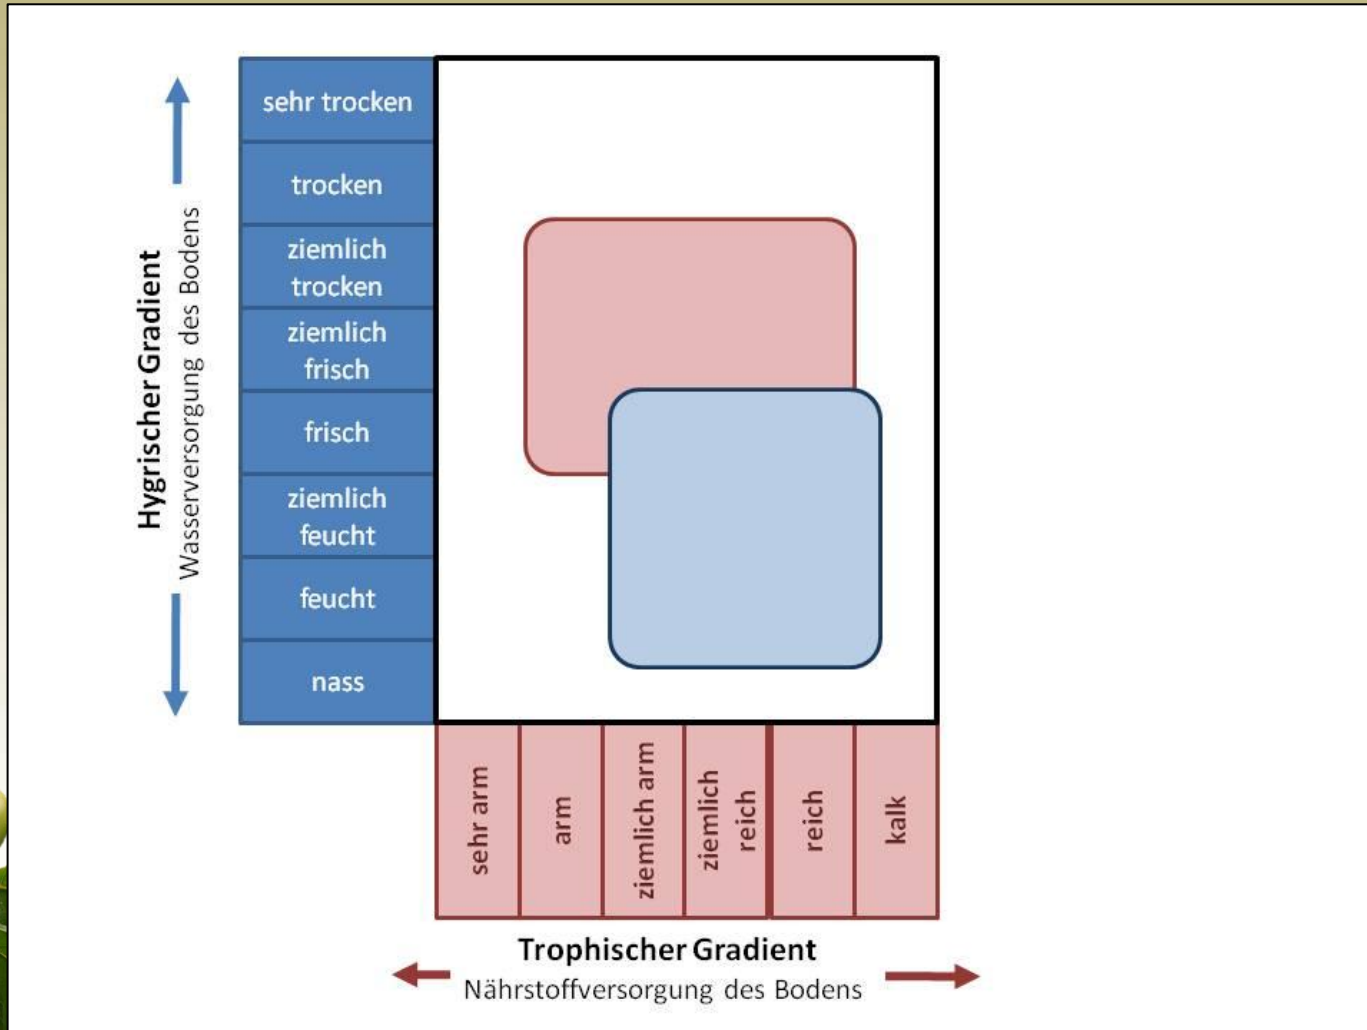 Hygrischer Gradient
Wasserversorgung des Bodens
sehr trocken
trocken
ziemlich
trocken
ziemlich
frisch
frisch
ziemlich
feucht
feucht
nass
sehr arm
arm
ziemlich arm
ziemlich
reich
reich
kalk
Trophischer Gradient
Nährstoffversorgung des Bodens